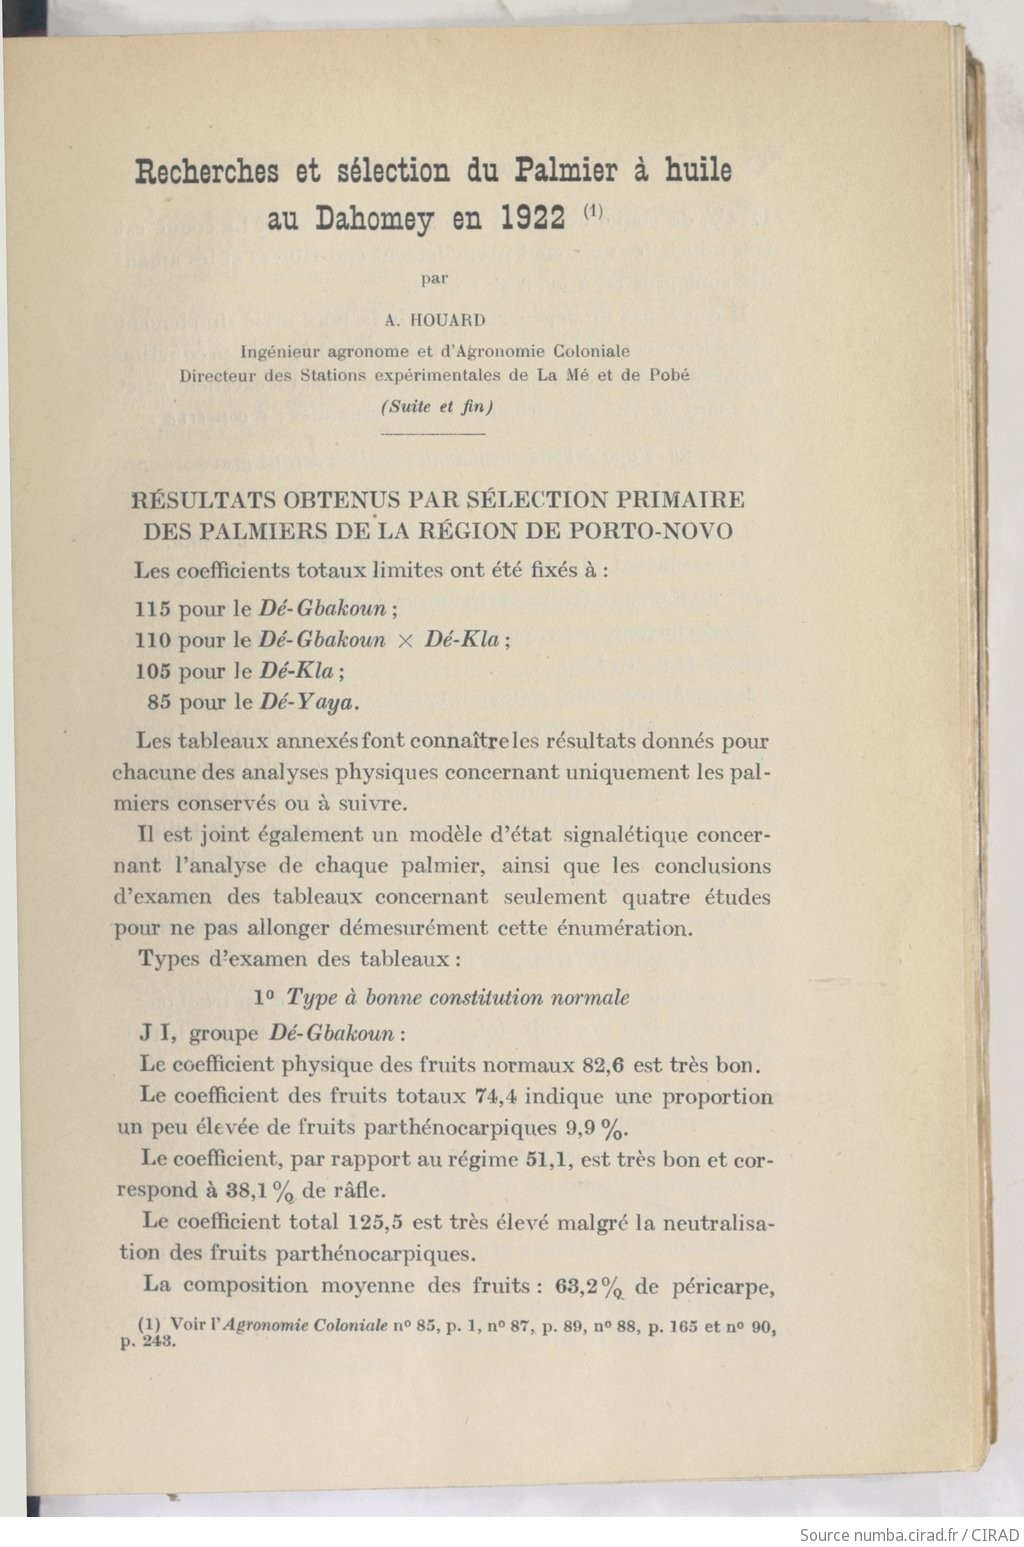 Recherches et sélection du Palmier à huile
au Dahomey en 1922 (1)
par
A. HOUARD
Ingénieur agronome et d'Agronomie Coloniale
Directeur des Stations expérimentales de La Mé et de Pobé
(Suite et fin)
RÉSULTATS OBTENUS PAR SÉLECTION PRIMAIRE
DES PALMIERS DE LA RÉGION DE PORTO-NOVO
Les coefficients totaux limites ont été fixés à :
115 pour le Dé-Gbakoun ;
110 pour le Dé-Gbakoun × Dé-Kla ;
105 pour le Dé-Kla ;
85 pour le Dé-Yaya.
Les tableaux annexés font connaître les résultats donnés pour
chacune des analyses physiques concernant uniquement les pal-
miers conservés ou à suivre.
Il est joint également un modèle d'état signalétique concer-
nant l'analyse de chaque palmier, ainsi que les conclusions
d'examen des tableaux concernant seulement quatre études
pour ne pas allonger démesurément cette énumération.
Types d'examen des tableaux :
1º Type à bonne constitution normale
J I, groupe Dé-Gbakoun :
Le coefficient physique des fruits normaux 82,6 est très bon.
Le coefficient des fruits totaux 74,4 indique une proportion
un peu élevée de fruits parthénocarpiques 9,9 %.
Le coefficient, par rapport au régime 51,1, est très bon et cor-
respond à 38,1 % de râfle.
Le coefficient total 125,5 est très élevé malgré la neutralisa-
tion des fruits parthénocarpiques.
La composition moyenne des fruits : 63,2 % de péricarpe,
(1) Voir l'Agronomie Coloniale nº 85, p. 1, nº 87, p. 89, nº 88, p. 165 et nº 90,
p. 243.
Source numba.cirad.fr / CIRAD